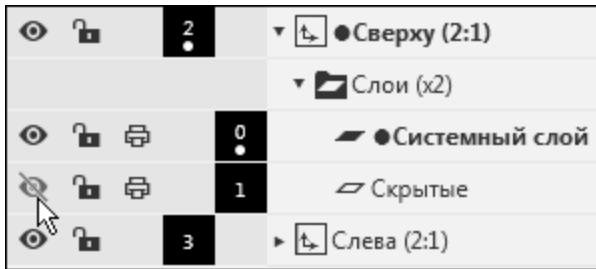 2 ●Сверху (2:1)
Слои (x2)
0 ●Системный слой
1 Скрытые
3 Слева (2:1)